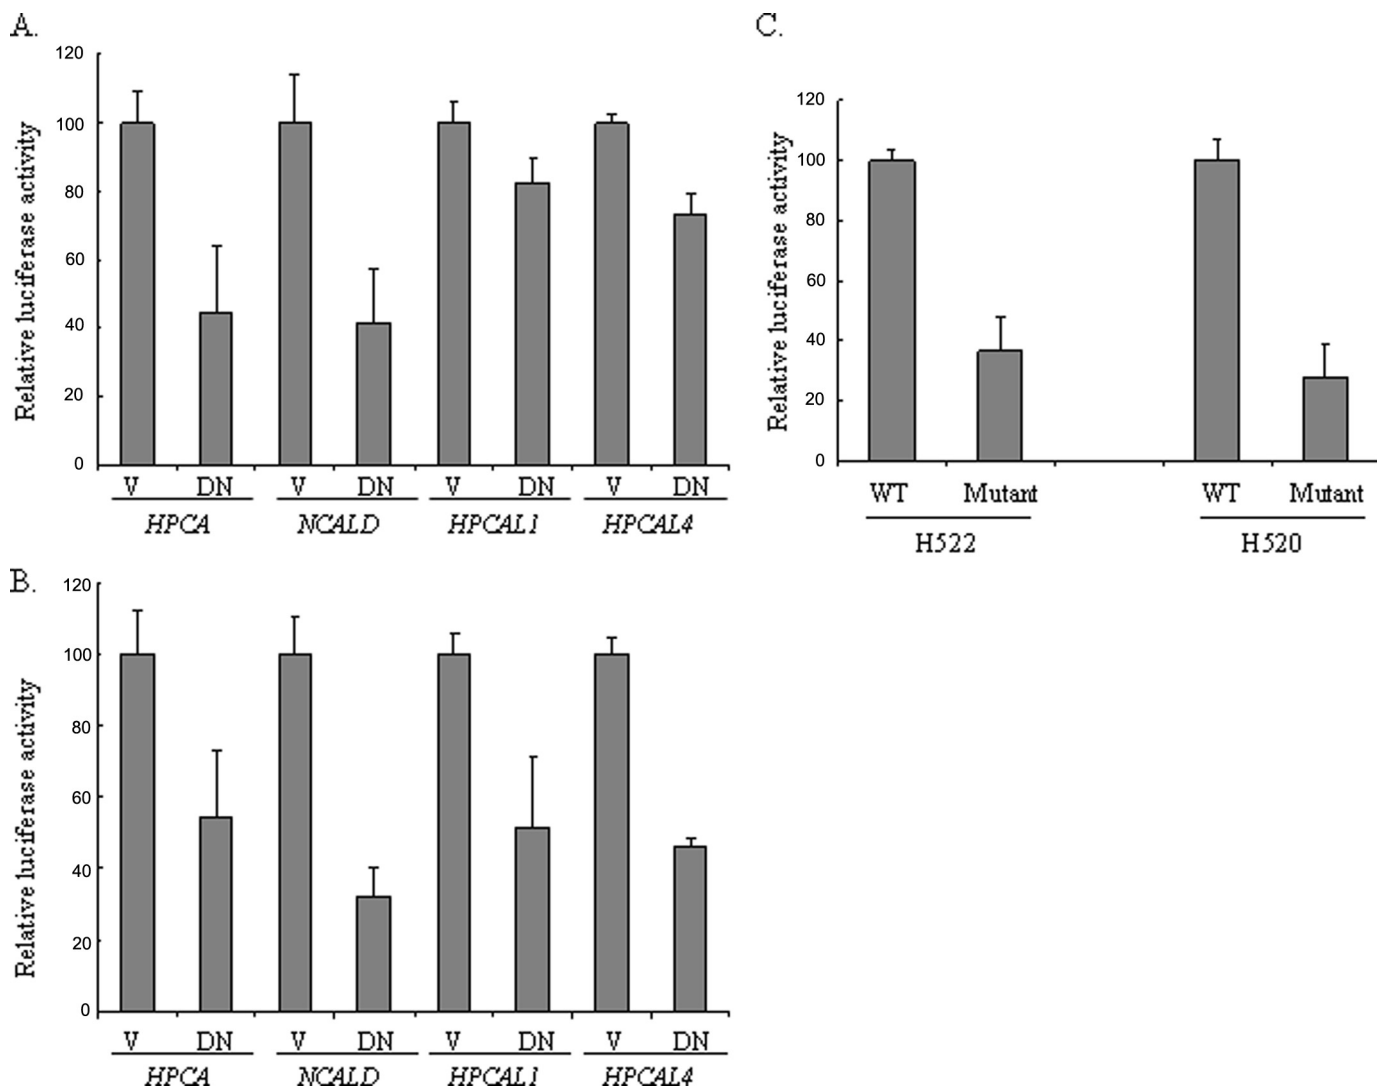 A.
Relative luciferase activity
120
100
80
60
40
20
0
V DN V DN V DN V DN
HPCA NCALD HPCAL1 HPCAL4
B.
Relative luciferase activity
120
100
80
60
40
20
0
V DN V DN V DN V DN
HPCA NCALD HPCAL1 HPCAL4
C.
Relative luciferase activity
120
100
80
60
40
20
0
WT Mutant WT Mutant
H522 H520